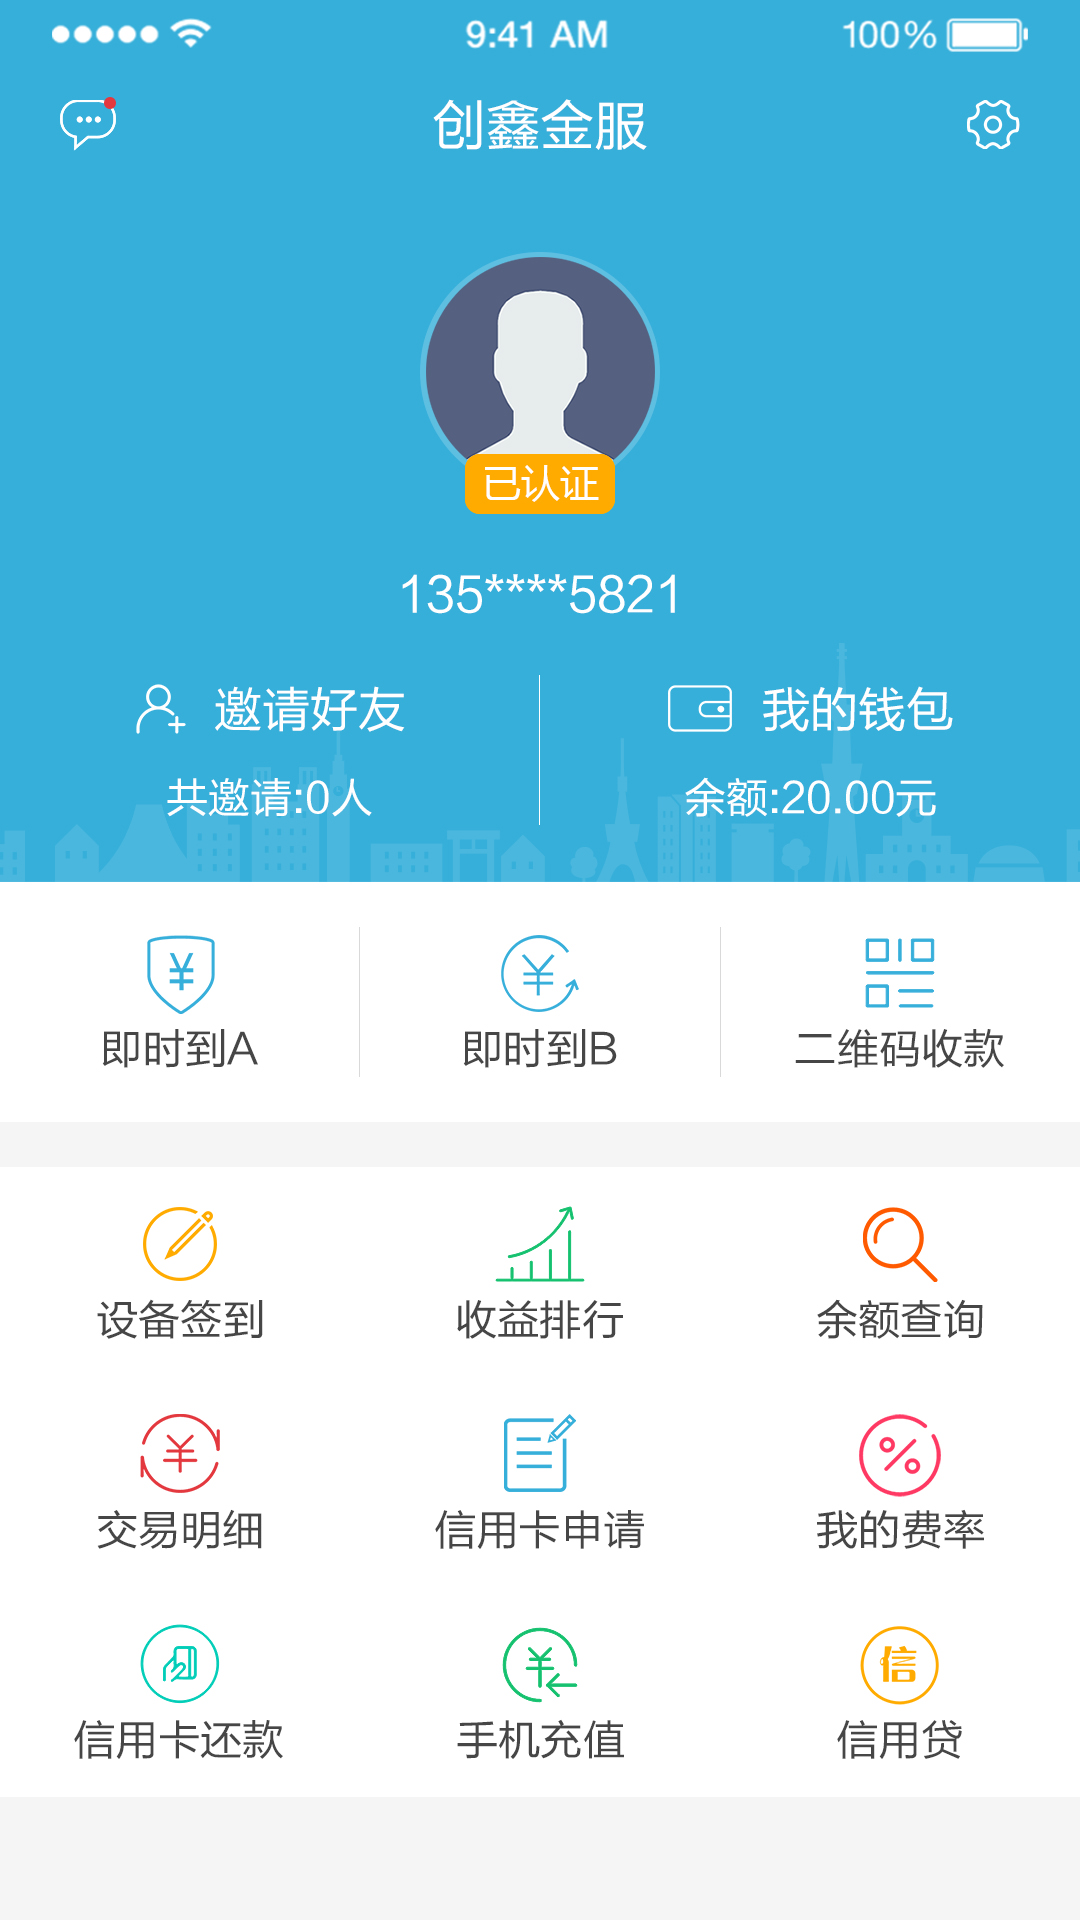 9:41 AM 100%
创鑫金服
已认证
135****5821
邀请好友 我的钱包
共邀请:0人 余额:20.00元
即时到A 即时到B 二维码收款
设备签到 收益排行 余额查询
交易明细 信用卡申请 我的费率
信
信用卡还款 手机充值 信用贷